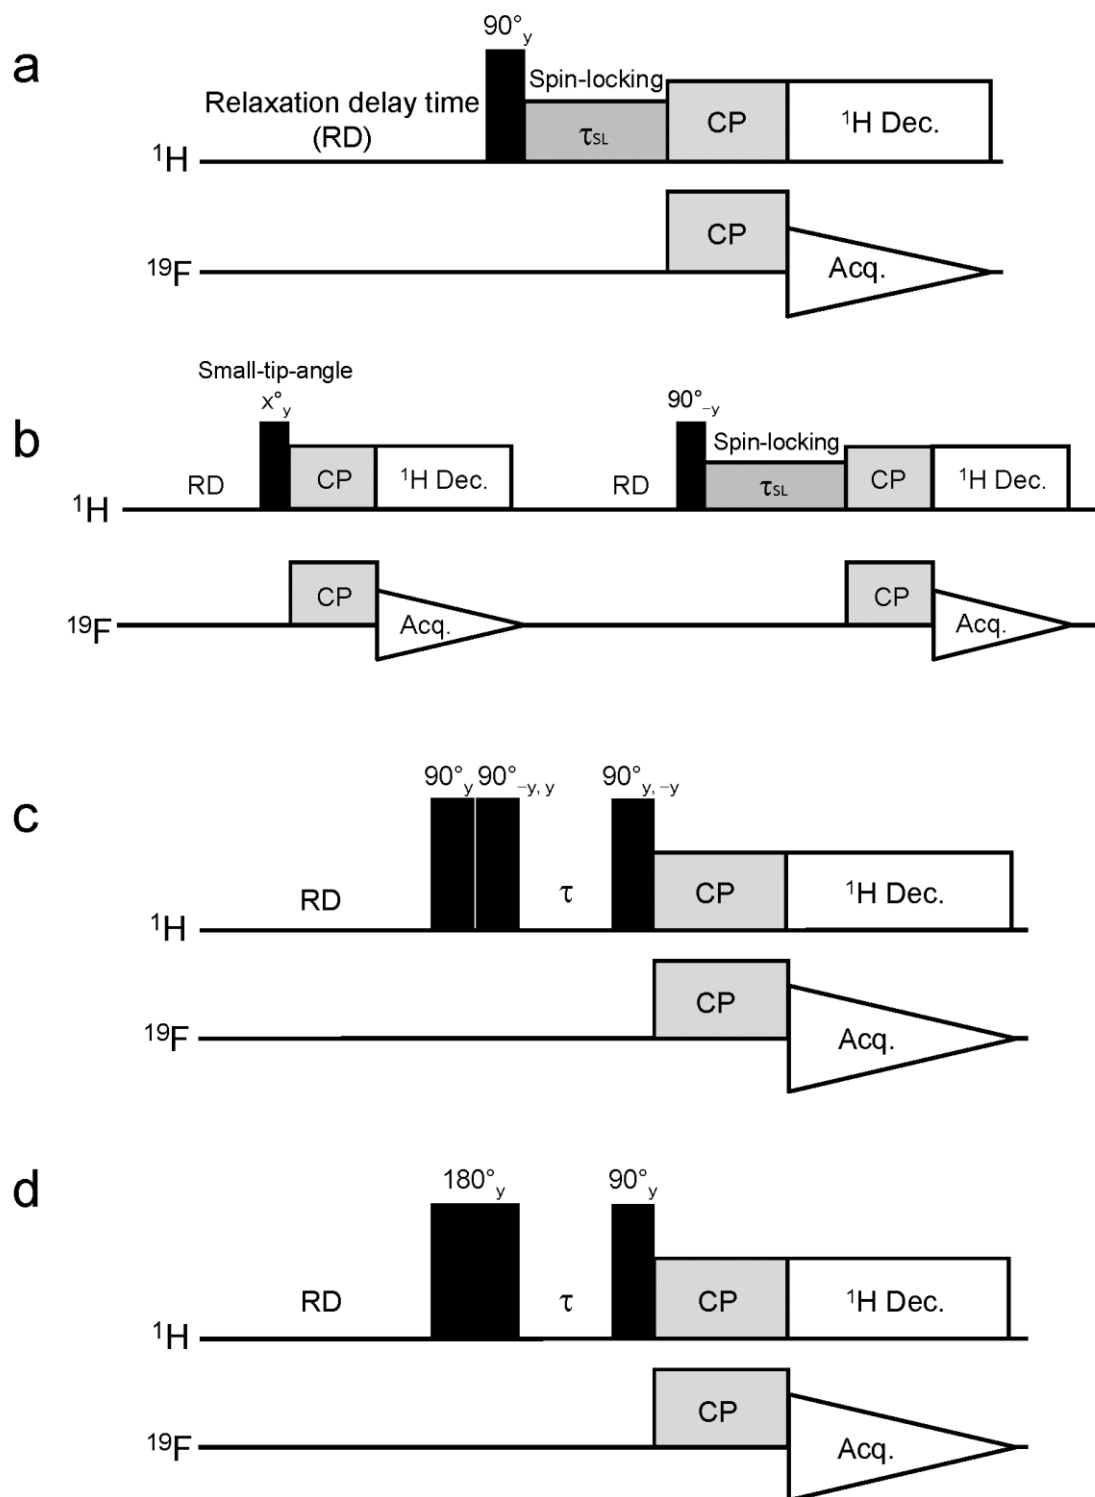 a
90°y
Spin-locking
Relaxation delay time
(RD)
τSL
CP
¹H Dec.
¹H
CP
Acq.
¹⁹F
Small-tip-angle
x°y
90°–y
b
Spin-locking
RD
CP
¹H Dec.
RD
τSL
CP
¹H Dec.
¹H
CP
CP
Acq.
Acq.
¹⁹F
90°y 90°–y, y
90°y, –y
c
RD
τ
CP
¹H Dec.
¹H
CP
Acq.
¹⁹F
180°y
90°y
d
RD
τ
CP
¹H Dec.
¹H
CP
Acq.
¹⁹F